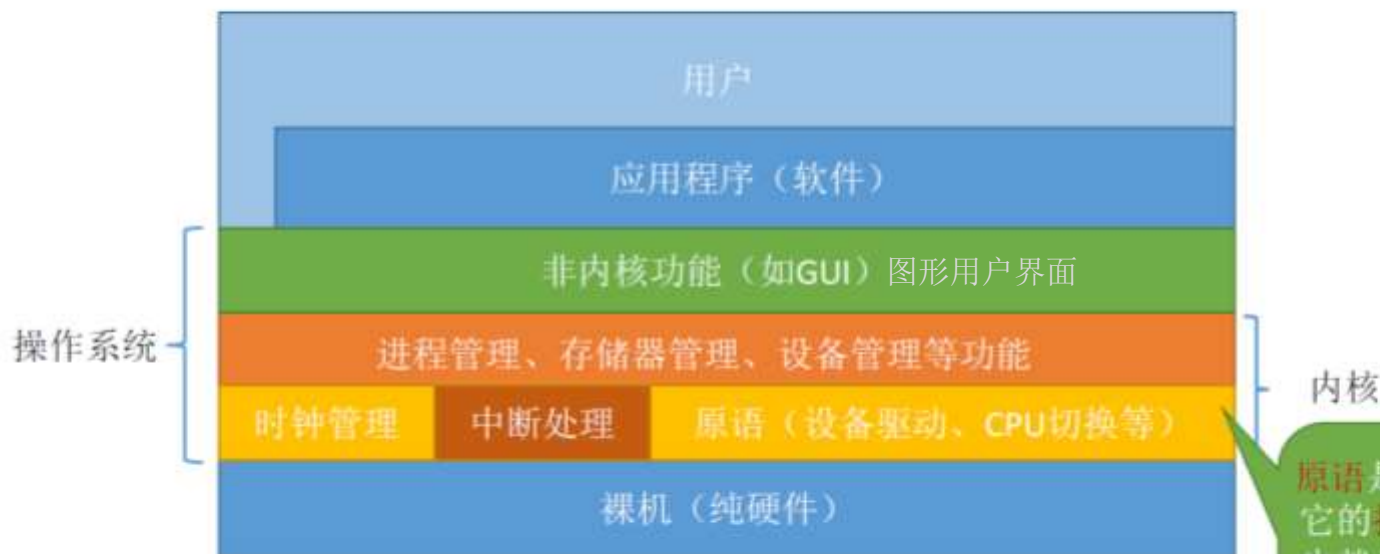 用户
应用程序（软件）
非内核功能（如GUI）图形用户界面
操作系统
进程管理、存储器管理、设备管理等功能
内核
时钟管理 中断处理 原语（设备驱动、CPU切换等）
原语是
它的
裸机（纯硬件）